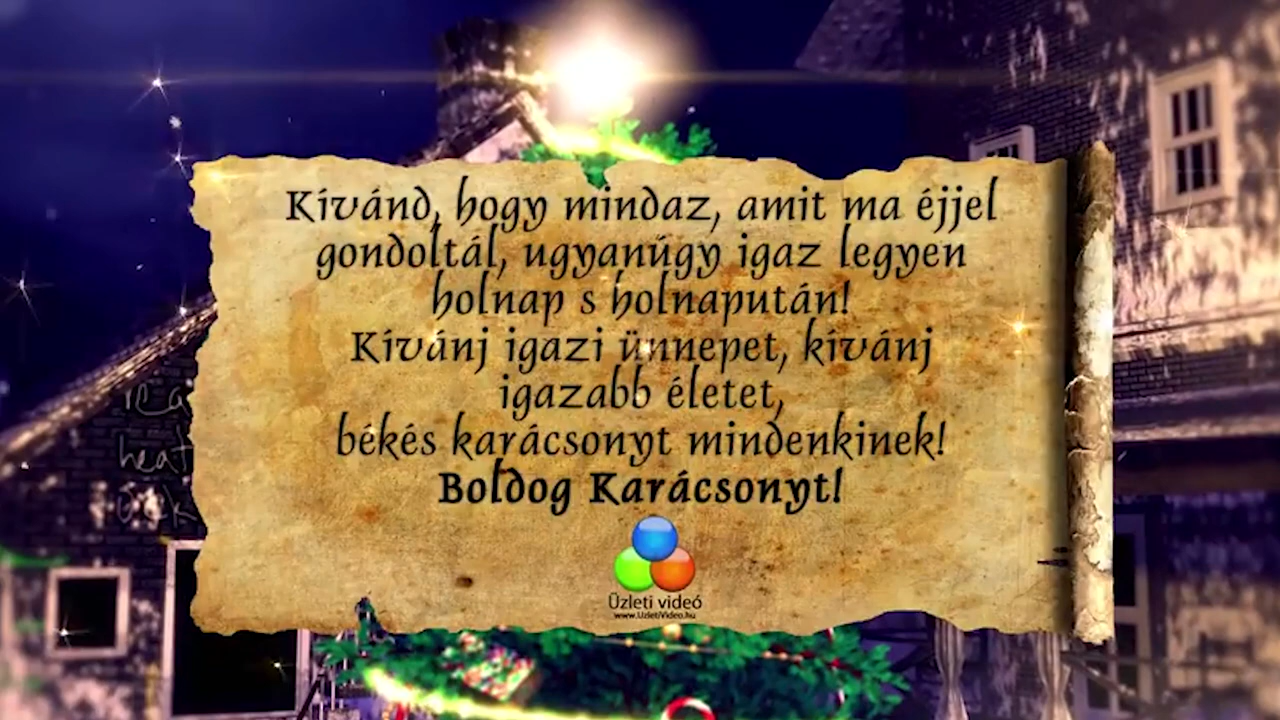 Kívánd, hogy mindaz, amit ma éjjel
gondoltál, ugyanúgy igaz legyen
holnap s holnapután!
Kívánj igazi ünnepet, kívánj
igazabb életet,
békés karácsonyt mindenkinek!
Boldog Karácsonyt!
Üzleti videó
www.UzletiVideo.hu